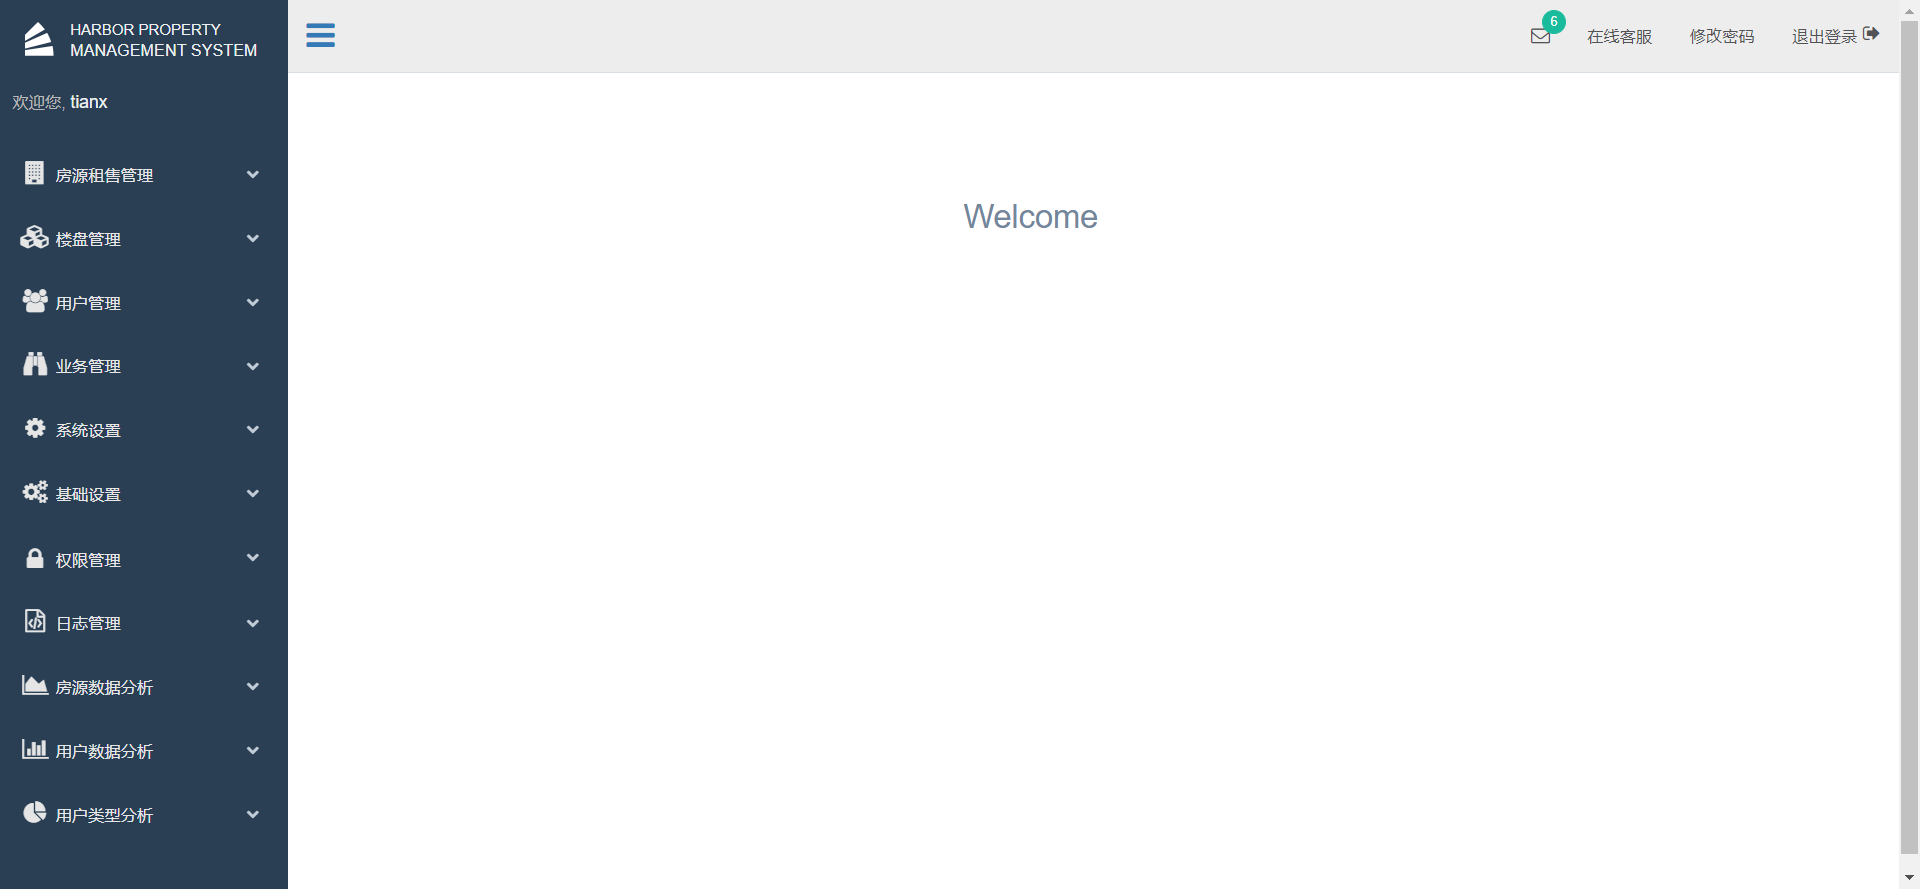 HARBOR PROPERTY
MANAGEMENT SYSTEM
欢迎您, tianx
房源租售管理
楼盘管理
用户管理
业务管理
系统设置
基础设置
权限管理
日志管理
房源数据分析
用户数据分析
用户类型分析
6
在线客服
修改密码
退出登录
Welcome